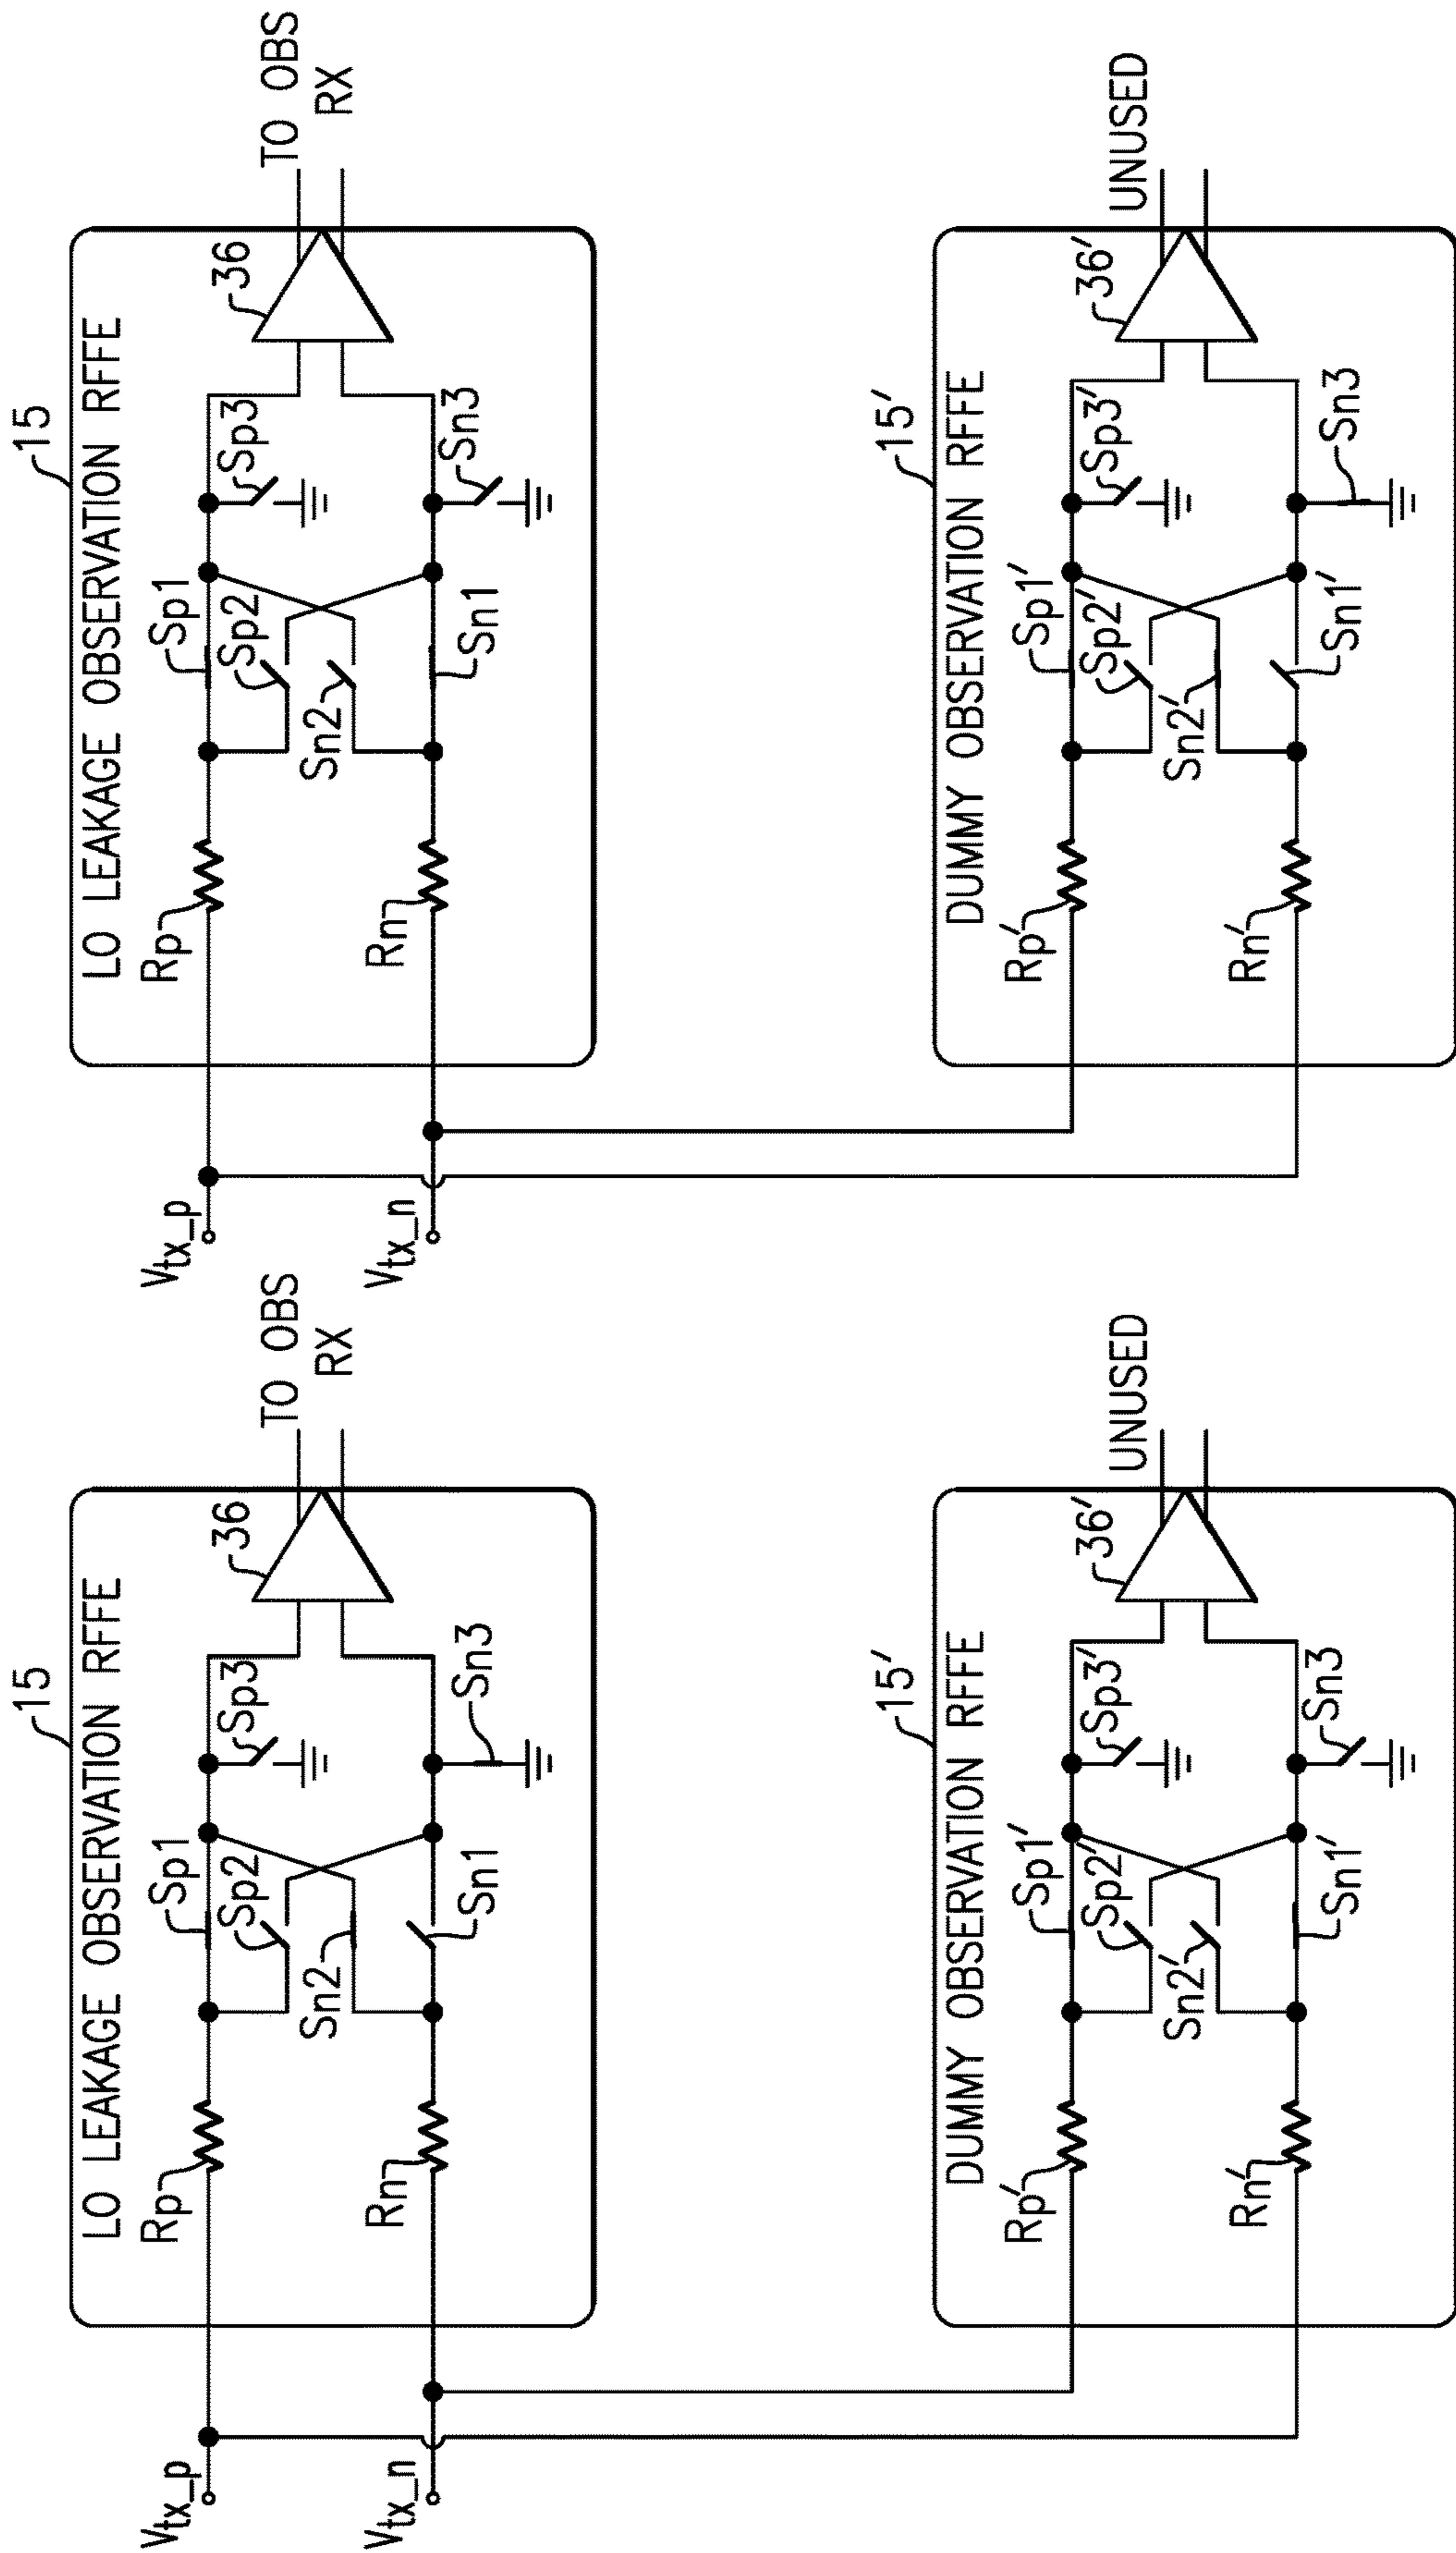 15
LO LEAKAGE OBSERVATION RFFE
Vtx_p
Rp
Sp1
Sp2
Sp3
36
TO OBS
RX
Vtx_n
Rn
Sn2
Sn1
Sn3
15′
DUMMY OBSERVATION RFFE
Rp′
Sp1′
Sp2′
Sp3′
36′
UNUSED
Rn′
Sn2′
Sn1′
Sn3
15
LO LEAKAGE OBSERVATION RFFE
Vtx_p
Rp
Sp1
Sp2
Sp3
36
TO OBS
RX
Vtx_n
Rn
Sn2
Sn1
Sn3
15′
DUMMY OBSERVATION RFFE
Rp′
Sp1′
Sp2′
Sp3′
36′
UNUSED
Rn′
Sn2′
Sn1′
Sn3